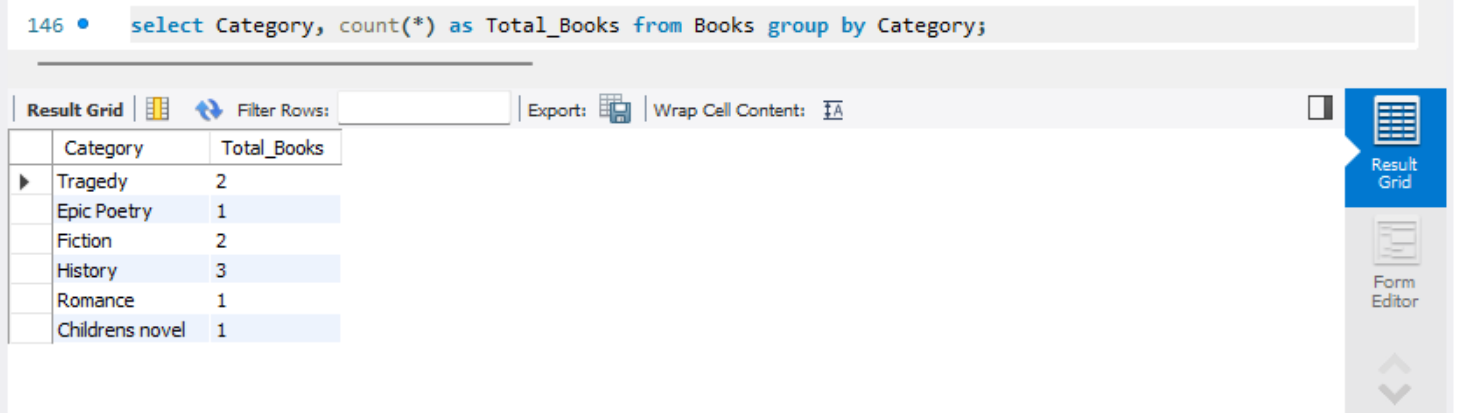 146 select Category, count(*) as Total_Books from Books group by Category;
Result Grid Filter Rows: Export: Wrap Cell Content: IA
Category Total_Books
Tragedy 2
Epic Poetry 1
Fiction 2
History 3
Romance 1
Childrens novel 1
Result
Grid
Form
Editor